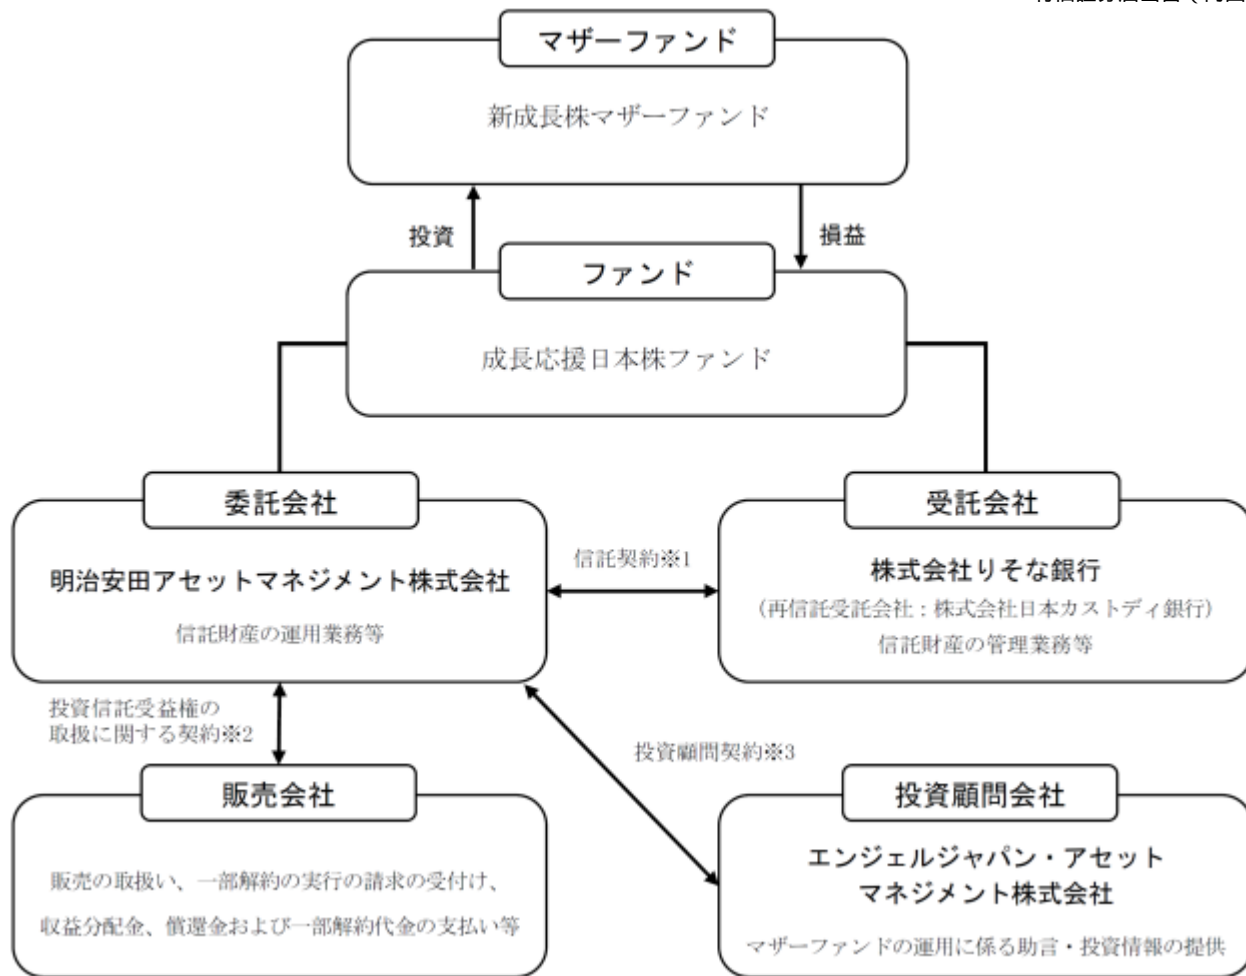 マザーファンド
新成長株マザーファンド
投資
損益
ファンド
成長応援日本株ファンド
委託会社
明治安田アセットマネジメント株式会社
信託財産の運用業務等
信託契約※1
受託会社
株式会社りそな銀行
(再信託受託会社:株式会社日本カストディ銀行)
信託財産の管理業務等
投資信託受益権の
取扱に関する契約※2
投資顧問契約※3
販売会社
販売の取扱い、一部解約の実行の請求の受付け、
収益分配金、償還金および一部解約代金の支払い等
投資顧問会社
エンジェルジャパン・アセット
マネジメント株式会社
マザーファンドの運用に係る助言・投資情報の提供